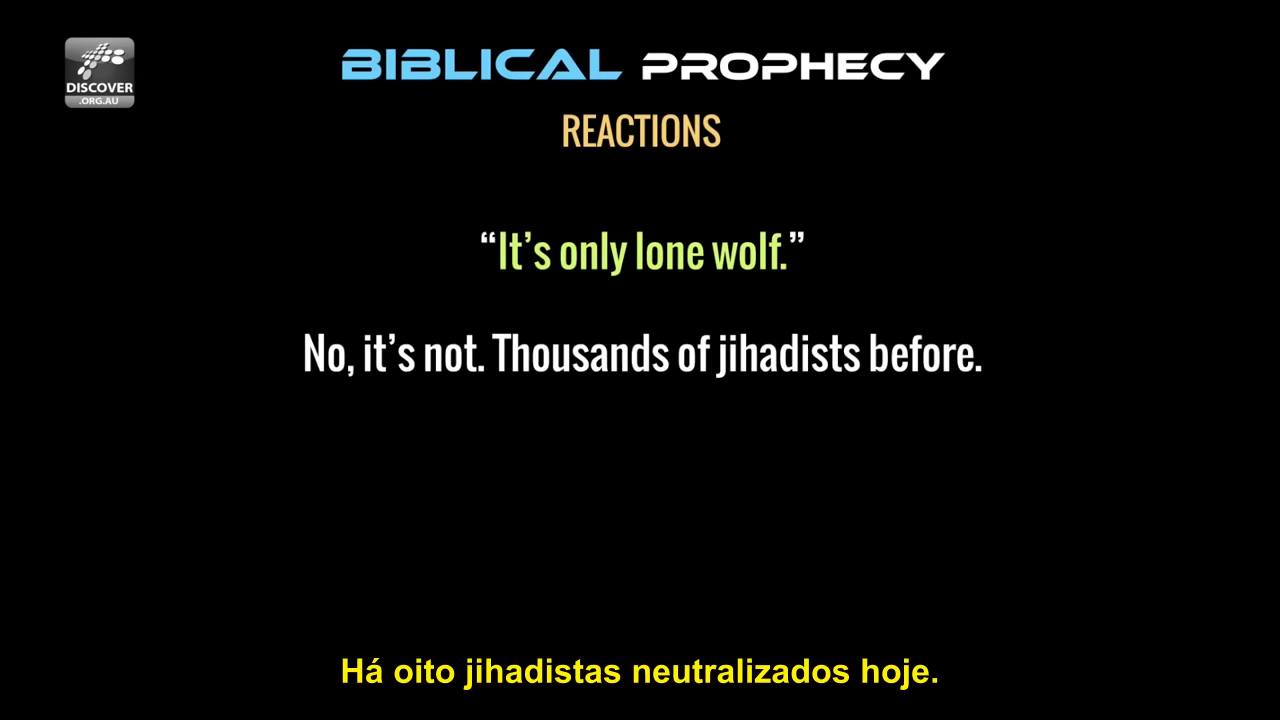 DISCOVER
.ORG.AU
BIBLICAL PROPHECY
REACTIONS
“It’s only lone wolf.”
No, it’s not. Thousands of jihadists before.
Há oito jihadistas neutralizados hoje.